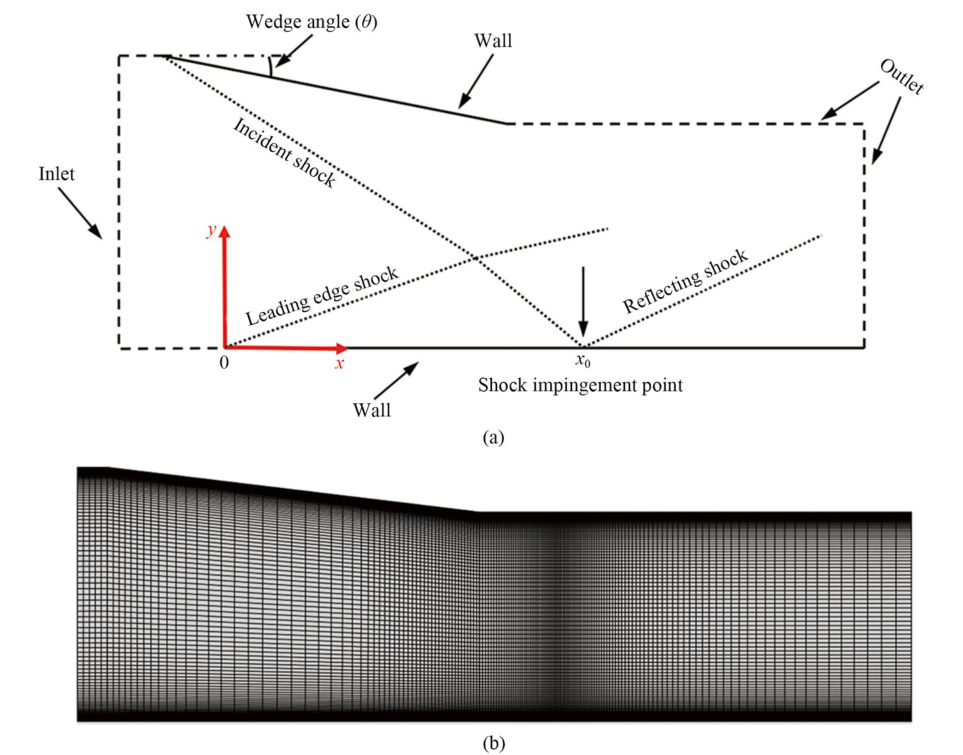 Wedge angle (θ)
Wall
Outlet
Incident shock
Inlet
y
Leading edge shock
Reflecting shock
0
x
x₀
Shock impingement point
Wall
(a)
(b)